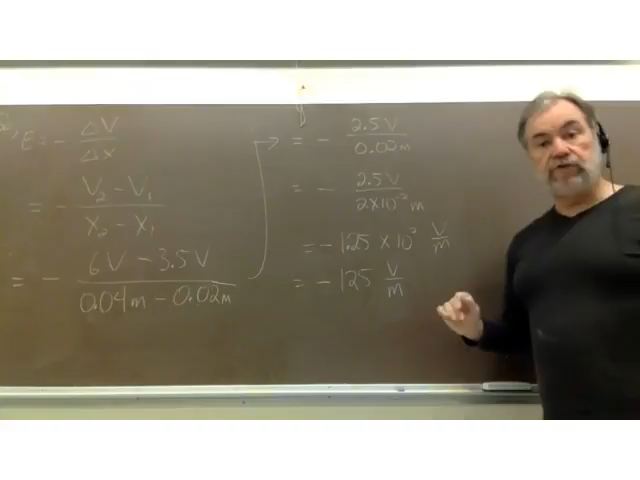 E = - ΔV/Δx
= - V₂ - V₁ / x₂ - x₁
= - 6V - 3.5V / 0.04m - 0.02m
= - 2.5V / 0.02m
= - 2.5V / 2×10⁻² m
= - 1.25 × 10² V/m
= - 125 V/m